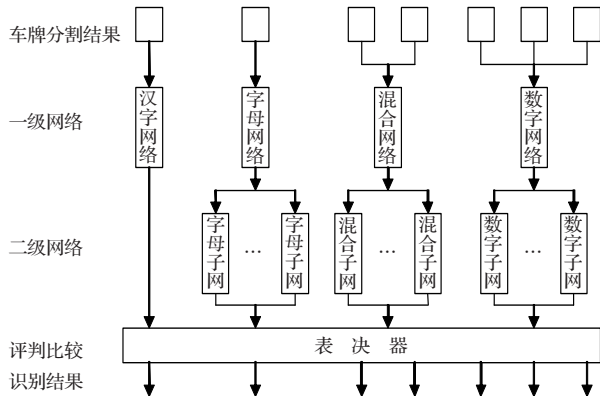 车牌分割结果
一级网络
汉字网络
字母网络
混合网络
数字网络
二级网络
字母子网
...
字母子网
混合子网
...
混合子网
数字子网
...
数字子网
评判比较
表 决 器
识别结果